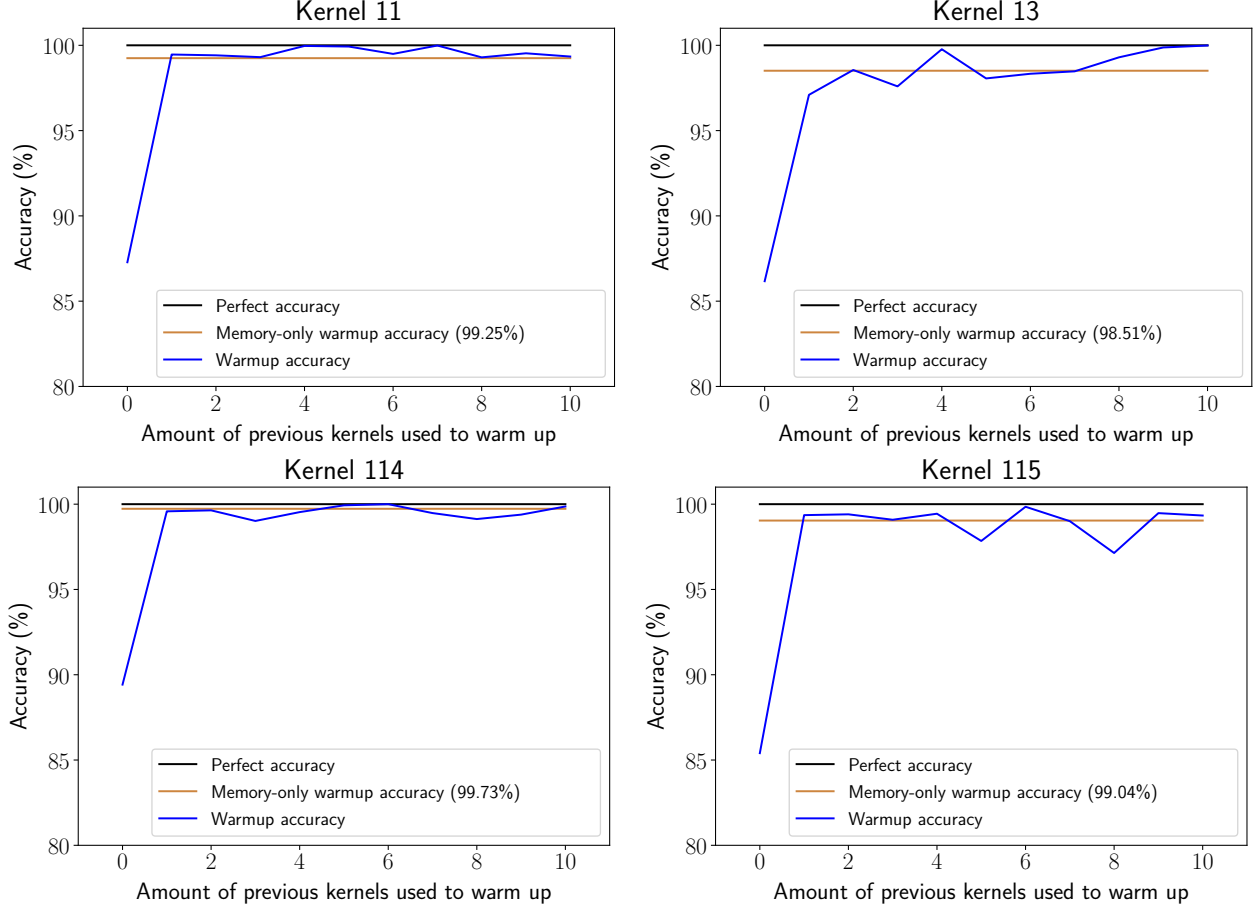 Kernel 11
100
95
90
85
80
Accuracy (%)
Perfect accuracy
Memory-only warmup accuracy (99.25%)
Warmup accuracy
0 2 4 6 8 10
Amount of previous kernels used to warm up
Kernel 13
100
95
90
85
80
Accuracy (%)
Perfect accuracy
Memory-only warmup accuracy (98.51%)
Warmup accuracy
0 2 4 6 8 10
Amount of previous kernels used to warm up
Kernel 114
100
95
90
85
80
Accuracy (%)
Perfect accuracy
Memory-only warmup accuracy (99.73%)
Warmup accuracy
0 2 4 6 8 10
Amount of previous kernels used to warm up
Kernel 115
100
95
90
85
80
Accuracy (%)
Perfect accuracy
Memory-only warmup accuracy (99.04%)
Warmup accuracy
0 2 4 6 8 10
Amount of previous kernels used to warm up